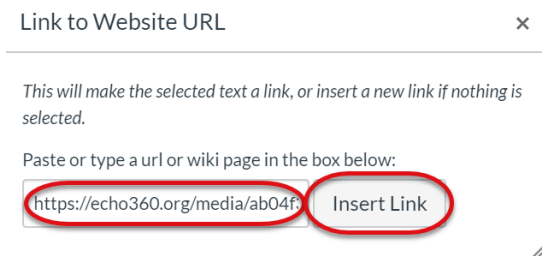 Link to Website URL ×
This will make the selected text a link, or insert a new link if nothing is
selected.
Paste or type a url or wiki page in the box below:
https://echo360.org/media/ab04f Insert Link